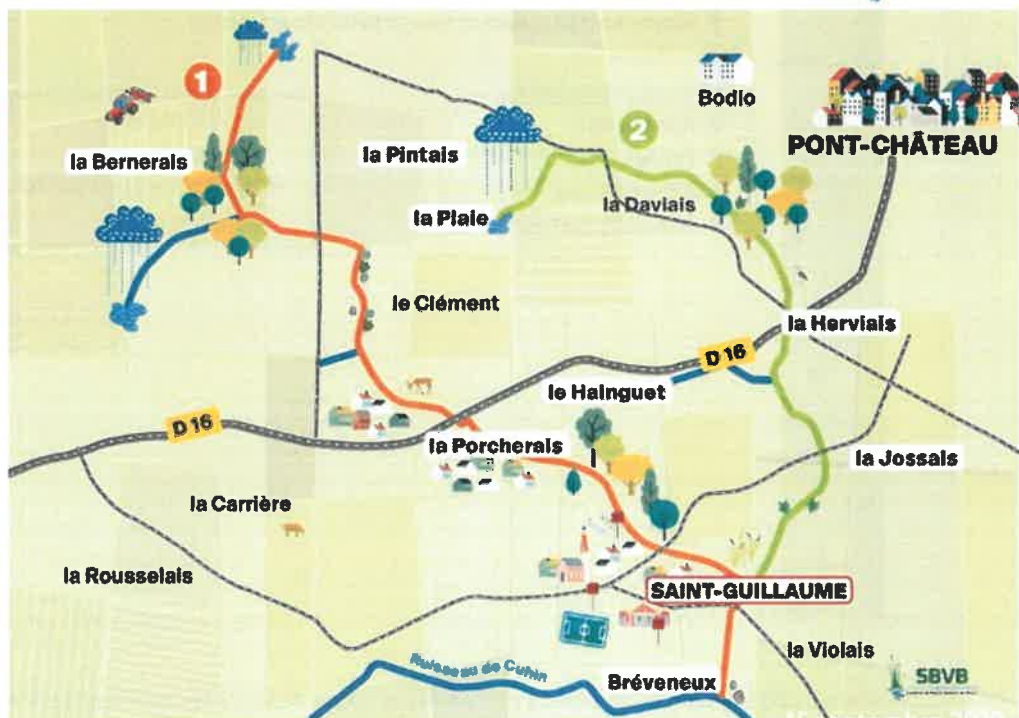 1
Bodio
2
PONT-CHÂTEAU
la Bernerais
la Pintais
la Daviais
la Plaie
le Clément
la Herviais
D 16
le Hainguet
D 16
la Porcherais
la Jossais
la Carrière
la Rousselais
SAINT-GUILLAUME
la Violais
Ruisseau de Cuhin
Bréveneux
SBVB